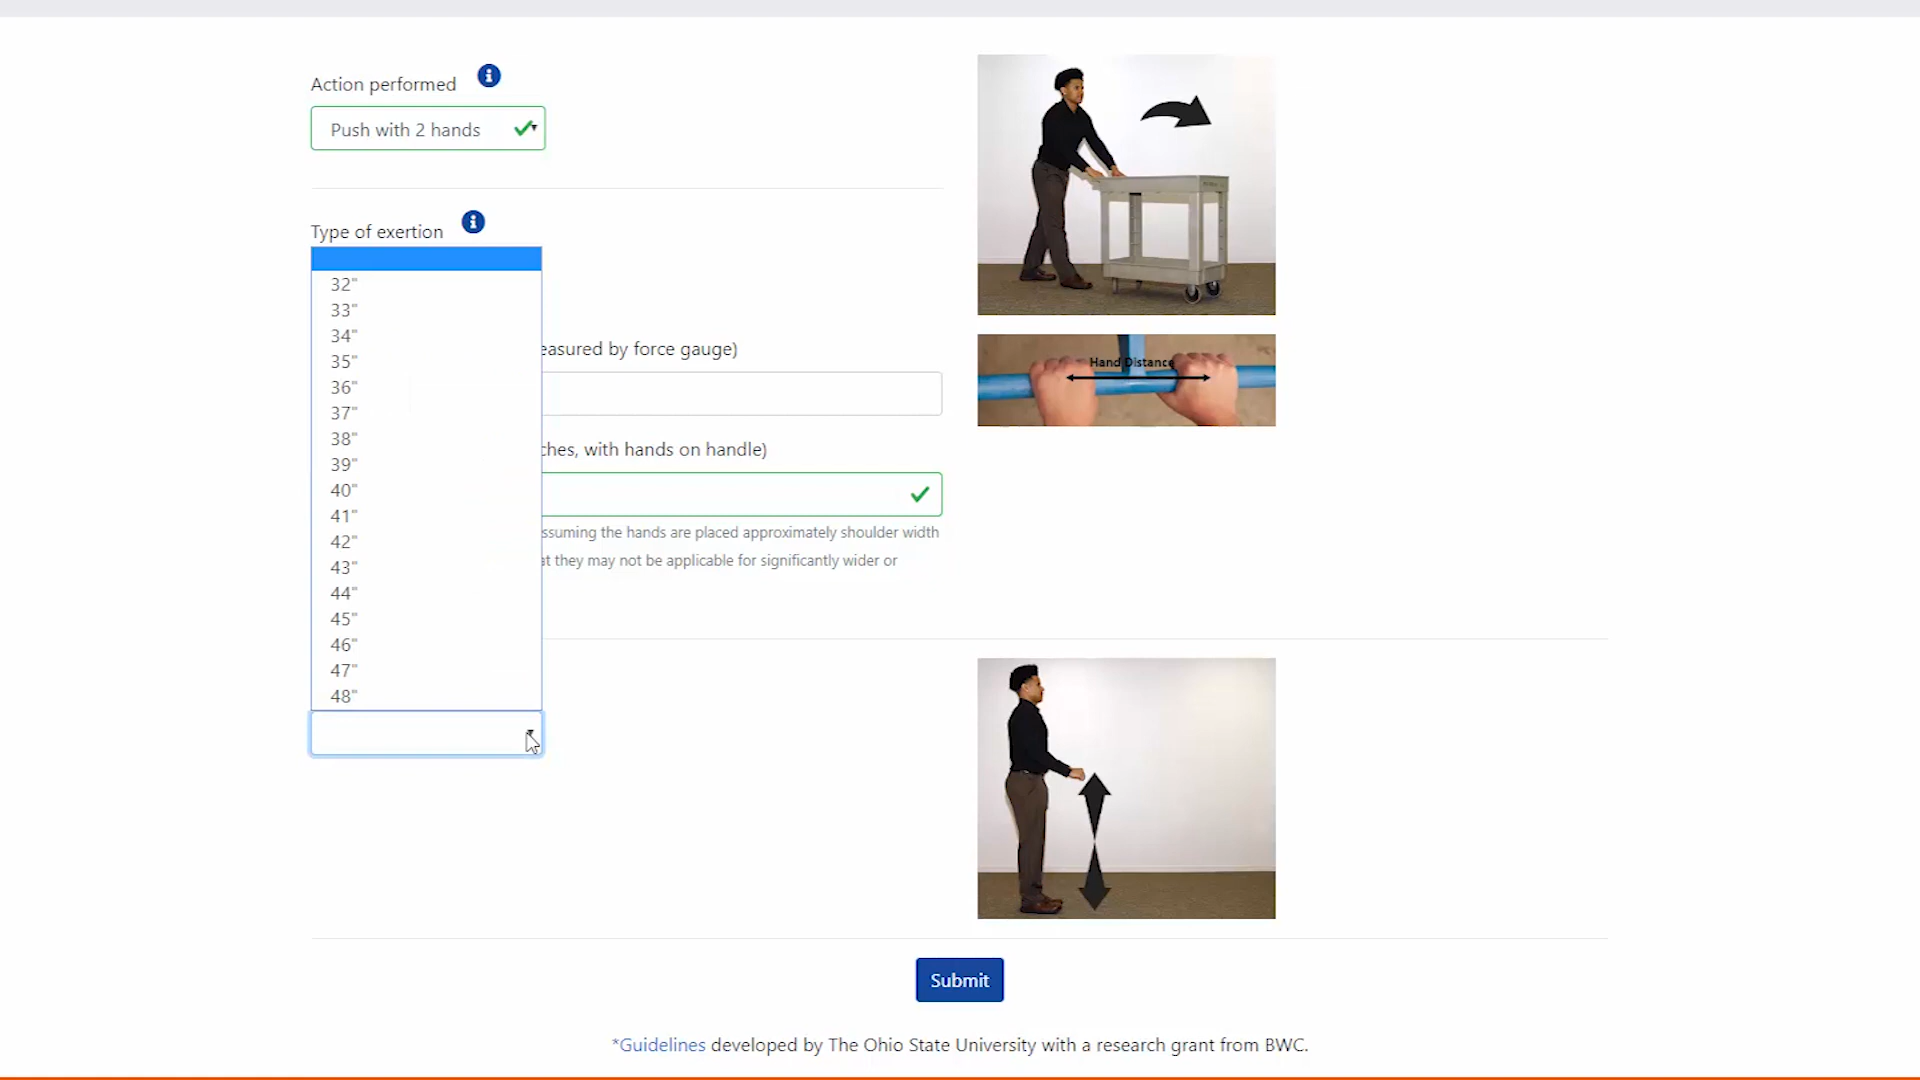 Action performed
Push with 2 hands
Type of exertion
32"
33"
34"
35"
36"
37"
38"
39"
40"
41"
42"
43"
44"
45"
46"
47"
48"
easured by force gauge)
ches, with hands on handle)
ssuming the hands are placed approximately shoulder width
at they may not be applicable for significantly wider or
Hand Distance
Submit
*Guidelines developed by The Ohio State University with a research grant from BWC.